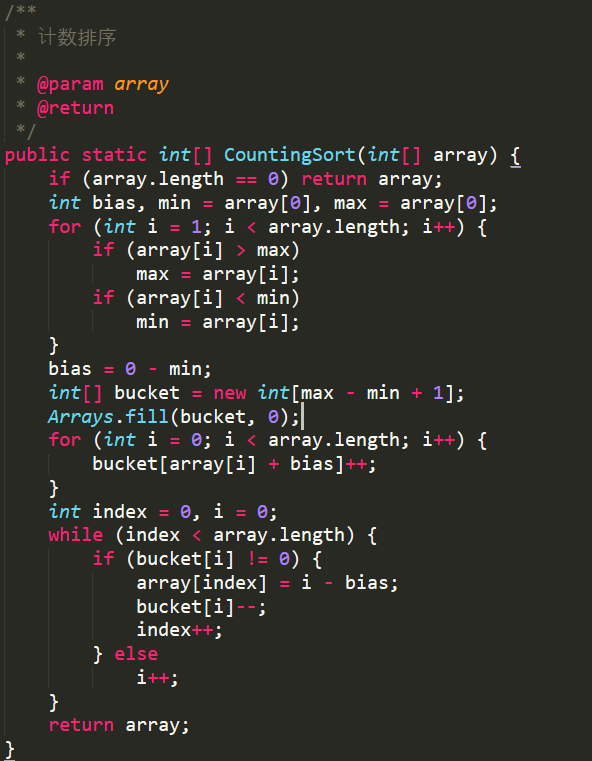 /**
 * 计数排序
 *
 * @param array
 * @return
 */
public static int[] CountingSort(int[] array) {
    if (array.length == 0) return array;
    int bias, min = array[0], max = array[0];
    for (int i = 1; i < array.length; i++) {
        if (array[i] > max)
            max = array[i];
        if (array[i] < min)
            min = array[i];
    }
    bias = 0 - min;
    int[] bucket = new int[max - min + 1];
    Arrays.fill(bucket, 0);
    for (int i = 0; i < array.length; i++) {
        bucket[array[i] + bias]++;
    }
    int index = 0, i = 0;
    while (index < array.length) {
        if (bucket[i] != 0) {
            array[index] = i - bias;
            bucket[i]--;
            index++;
        } else
            i++;
    }
    return array;
}